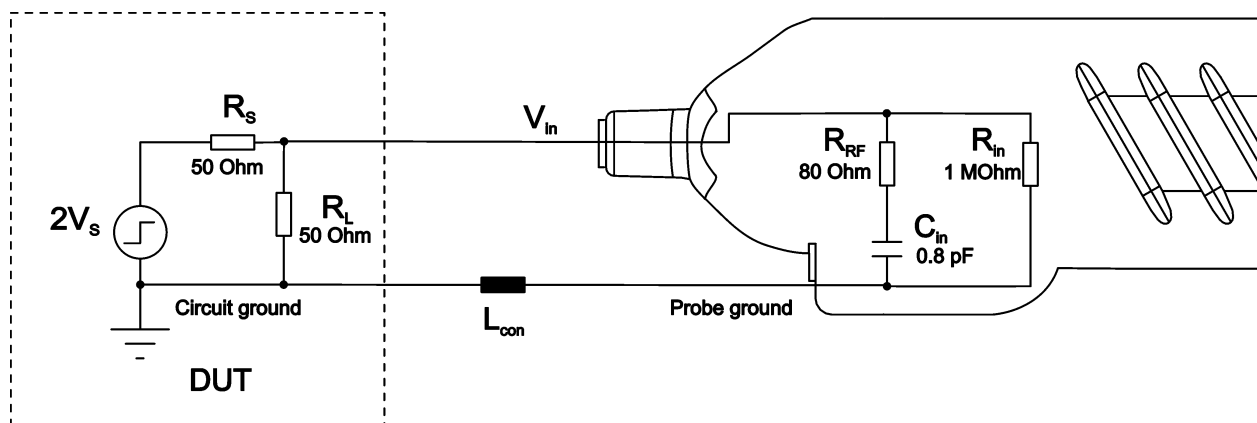 R_S
50 Ohm
2V_s
R_L
50 Ohm
Circuit ground
DUT
V_in
L_con
Probe ground
R_RF
80 Ohm
R_in
1 MOhm
C_in
0.8 pF